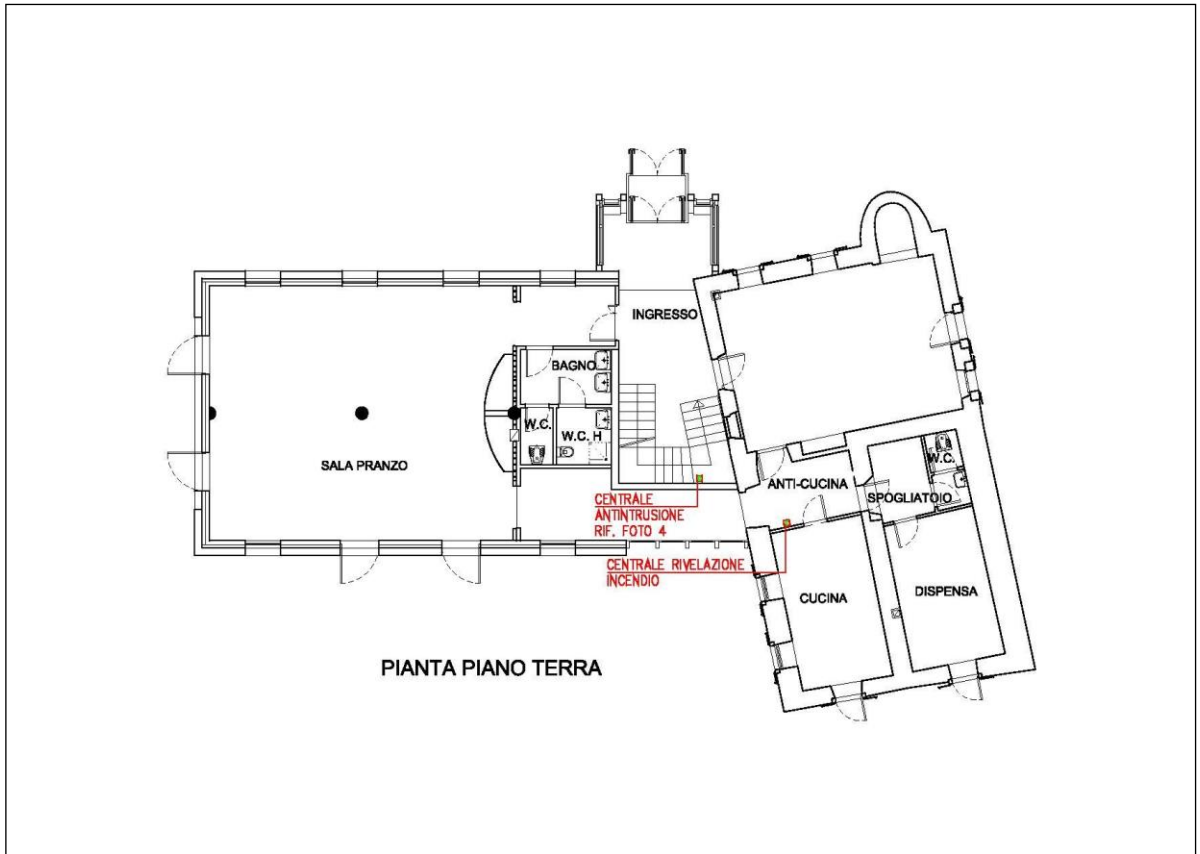 INGRESSO
BAGNO
W.C.
W.C. H
SALA PRANZO
W.C.
ANTI-CUCINA
SPOGLIATOIO
CENTRALE
ANTINTRUSIONE
RIF. FOTO 4
CENTRALE RIVELAZIONE
INCENDIO
CUCINA
DISPENSA
PIANTA PIANO TERRA